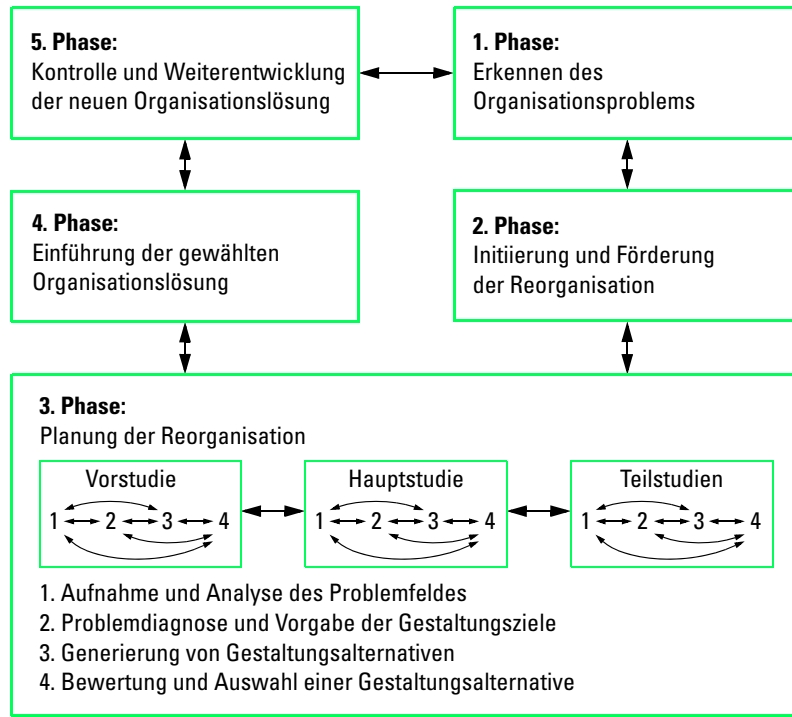 5. Phase:
Kontrolle und Weiterentwicklung
der neuen Organisationslösung
1. Phase:
Erkennen des
Organisationsproblems
4. Phase:
Einführung der gewählten
Organisationslösung
2. Phase:
Initiierung und Förderung
der Reorganisation
3. Phase:
Planung der Reorganisation
Vorstudie
1 2 3 4
Hauptstudie
1 2 3 4
Teilstudien
1 2 3 4
1. Aufnahme und Analyse des Problemfeldes
2. Problemdiagnose und Vorgabe der Gestaltungsziele
3. Generierung von Gestaltungsalternativen
4. Bewertung und Auswahl einer Gestaltungsalternative